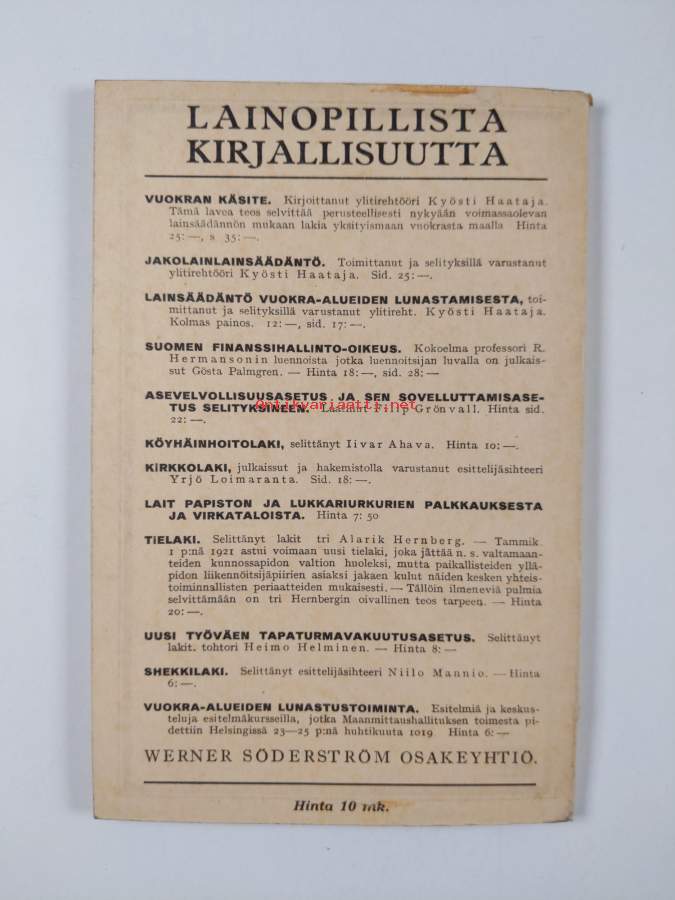 LAINOPILLISTA
KIRJALLISUUTTA
VUOKRAN KÄSITE. Kirjoittanut ylitirehtööri Kyösti Haataja.
Tämä lavea teos selvittää perusteellisesti nykyään voimassaolevan
lainsäädännön mukaan lakia yksityismaan vuokrasta maalla Hinta
25: —, s 35: —.
JAKOLAINLAINSÄÄDÄNTÖ. Toimittanut ja selityksillä varustanut
ylitirehtööri Kyösti Haataja. Sid. 25: —.
LAINSÄÄDÄNTÖ VUOKRA-ALUEIDEN LUNASTAMISESTA, toi-
mittanut ja selityksillä varustanut ylitireht. Kyösti Haataja.
Kolmas painos. 12: —, sid. 17: —.
SUOMEN FINANSSIHALLINTO-OIKEUS. Kokoelma professori R.
Hermansonin luennoista jotka luennoitsijan luvalla on julkais-
sut Gösta Palmgren. — Hinta 18: —, sid. 28: —
ASEVELVOLLISUUSASETUS JA SEN SOVELLUTTAMISASE-
TUS SELITYKSINEEN. Laatinut Filip Grönvall. Hinta sid.
22: —.
Antikvariaatti.net
KÖYHÄINHOITOLAKI, selittänyt Iivar Ahava. Hinta 10: —.
KIRKKOLAKI, julkaissut ja hakemistolla varustanut esittelijäsihteeri
Yrjö Loimaranta. Sid. 18: —.
LAIT PAPISTON JA LUKKARIURKURIEN PALKKAUKSESTA
JA VIRKATALOISTA. Hinta 7: 50
TIELAKI. Selittänyt lakit tri Alarik Hernberg. — Tammik.
1 p:nä 1921 astui voimaan uusi tielaki, joka jättää n. s. valtamaan-
teiden kunnossapidon valtion huoleksi, mutta paikallisteiden yllä-
pidon liikennöitsijäpiirien asiaksi jakaen kulut näiden kesken yhteis-
toiminnallisten periaatteiden mukaisesti. — Tällöin ilmeneviä pulmia
selvittämään on tri Hernbergin oivallinen teos tarpeen. — Hinta
20: —.
UUSI TYÖVÄEN TAPATURMAVAKUUTUSASETUS. Selittänyt
lakit. tohtori Heimo Helminen. — Hinta 8: —
SHEKKILAKI. Selittänyt esittelijäsihteeri Niilo Mannio. — Hinta
6: —.
VUOKRA-ALUEIDEN LUNASTUSTOIMINTA. Esitelmiä ja keskus-
teluja esitelmäkursseilla, jotka Maanmittaushallituksen toimesta pi-
dettiin Helsingissä 23—25 p:nä huhtikuuta 1919 Hinta 6: —
WERNER SÖDERSTRÖM OSAKEYHTIÖ.
Hinta 10 mk.